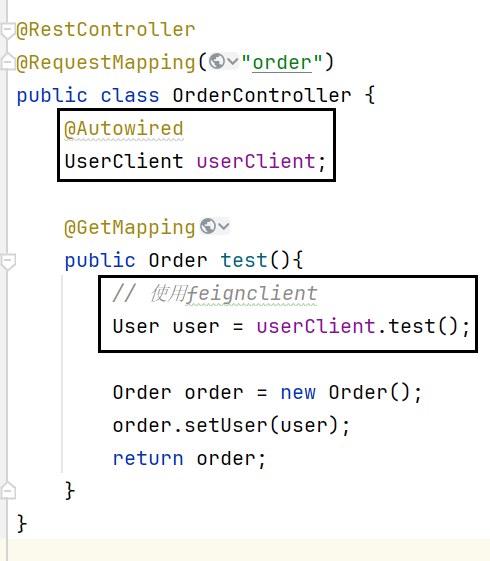 @RestController
@RequestMapping("order")
public class OrderController {
@Autowired
UserClient userClient;
@GetMapping
public Order test(){
// 使用feignclient
User user = userClient.test();
Order order = new Order();
order.setUser(user);
return order;
}
}